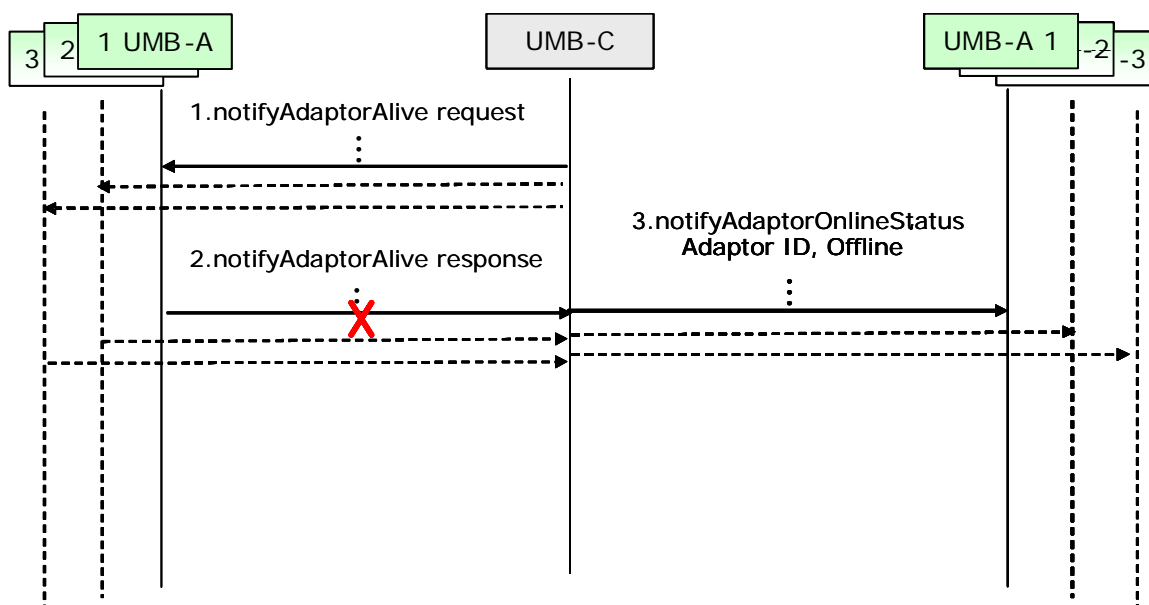 3
2
1 UMB-A
UMB-C
UMB-A 1
-2
-3
1.notifyAdaptorAlive request
3.notifyAdaptorOnlineStatus
Adaptor ID, Offline
2.notifyAdaptorAlive response